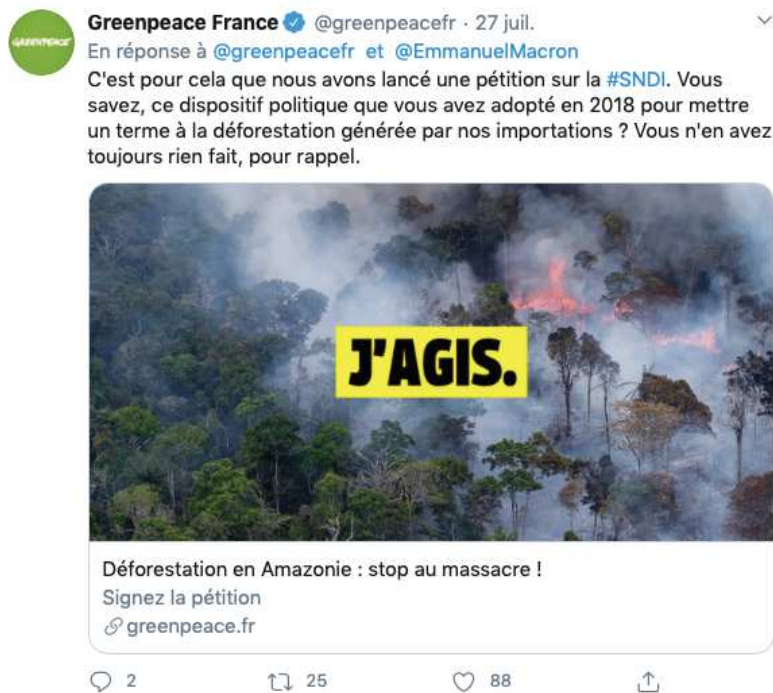 GREENPEACE
Greenpeace France @greenpeacefr · 27 juil.
En réponse à @greenpeacefr et @EmmanuelMacron
C'est pour cela que nous avons lancé une pétition sur la #SNDI. Vous
savez, ce dispositif politique que vous avez adopté en 2018 pour mettre
un terme à la déforestation générée par nos importations ? Vous n'en avez
toujours rien fait, pour rappel.
J'AGIS.
Déforestation en Amazonie : stop au massacre !
Signez la pétition
greenpeace.fr
2 25 88